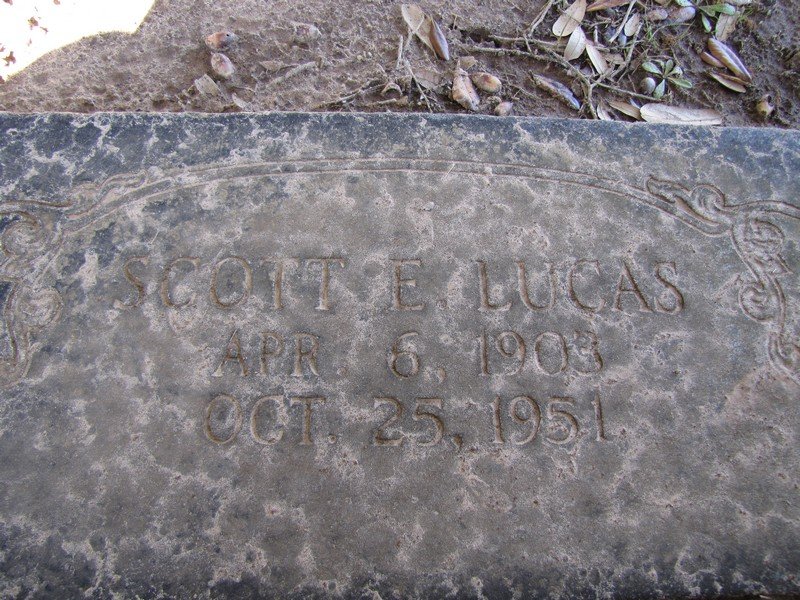 SCOTT E. LUCAS
APR. 6, 1903
OCT. 25, 1951